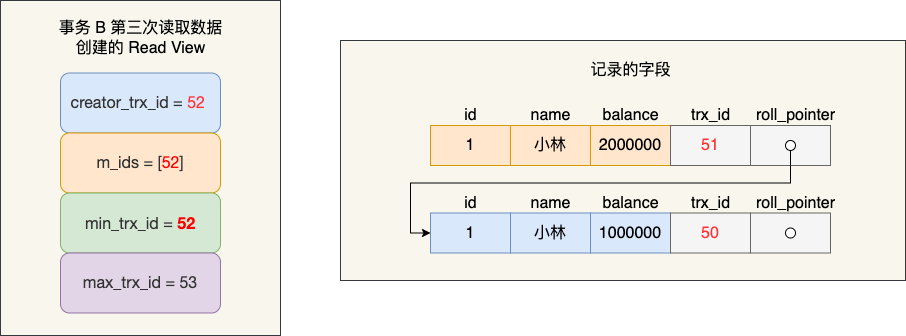 事务 B 第三次读取数据
创建的 Read View
creator_trx_id = 52
m_ids = [52]
min_trx_id = 52
max_trx_id = 53
记录的字段
id name balance trx_id roll_pointer
1 小林 2000000 51
id name balance trx_id roll_pointer
1 小林 1000000 50